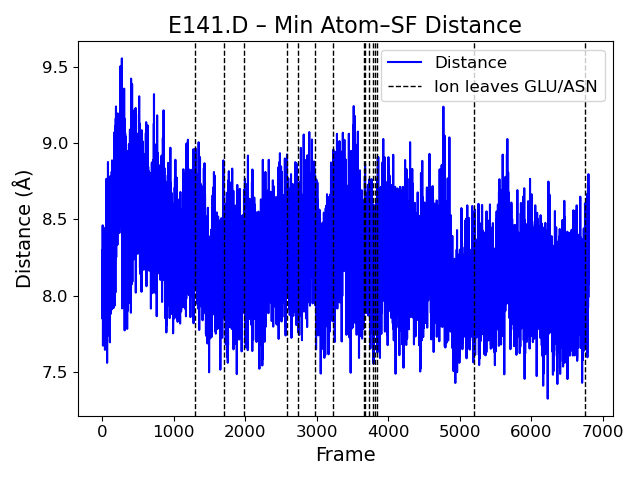 E141.D – Min Atom–SF Distance
Distance
Ion leaves GLU/ASN
Distance (Å)
9.5
9.0
8.5
8.0
7.5
0
1000
2000
3000
4000
5000
6000
7000
Frame